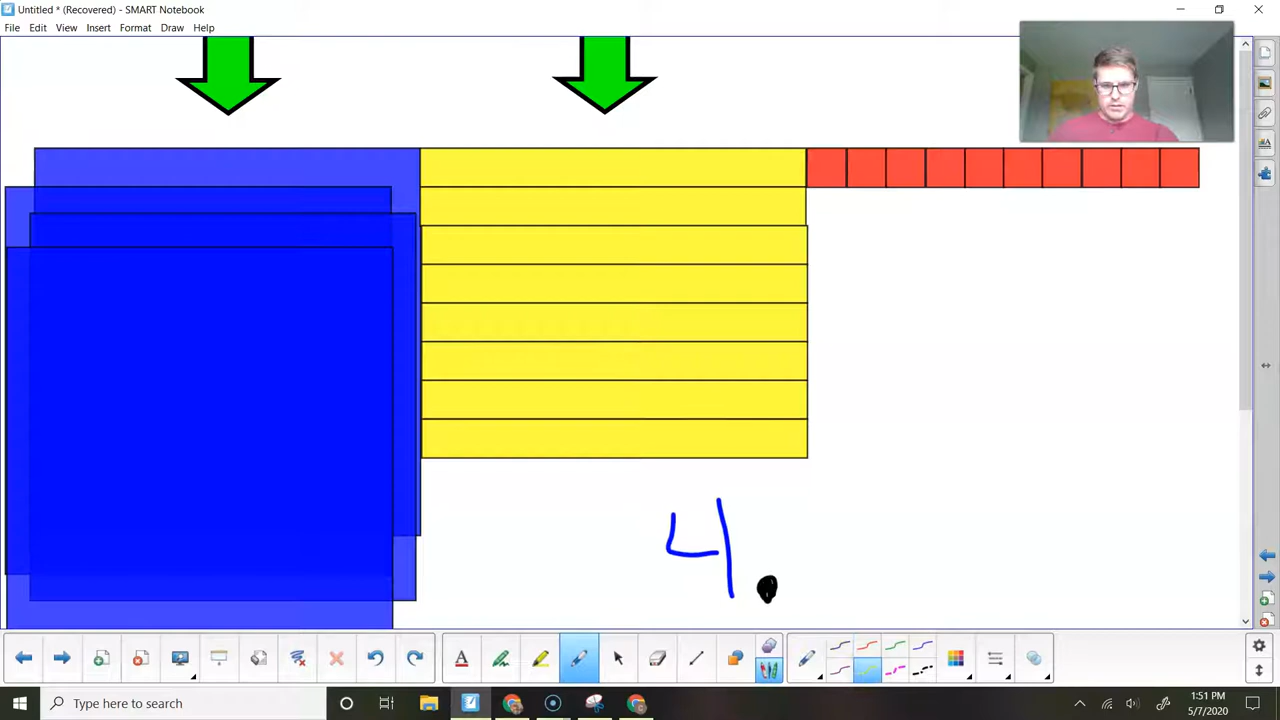 Untitled * (Recovered) - SMART Notebook
File Edit View Insert Format Draw Help
4.
Type here to search
1:51 PM
5/7/2020